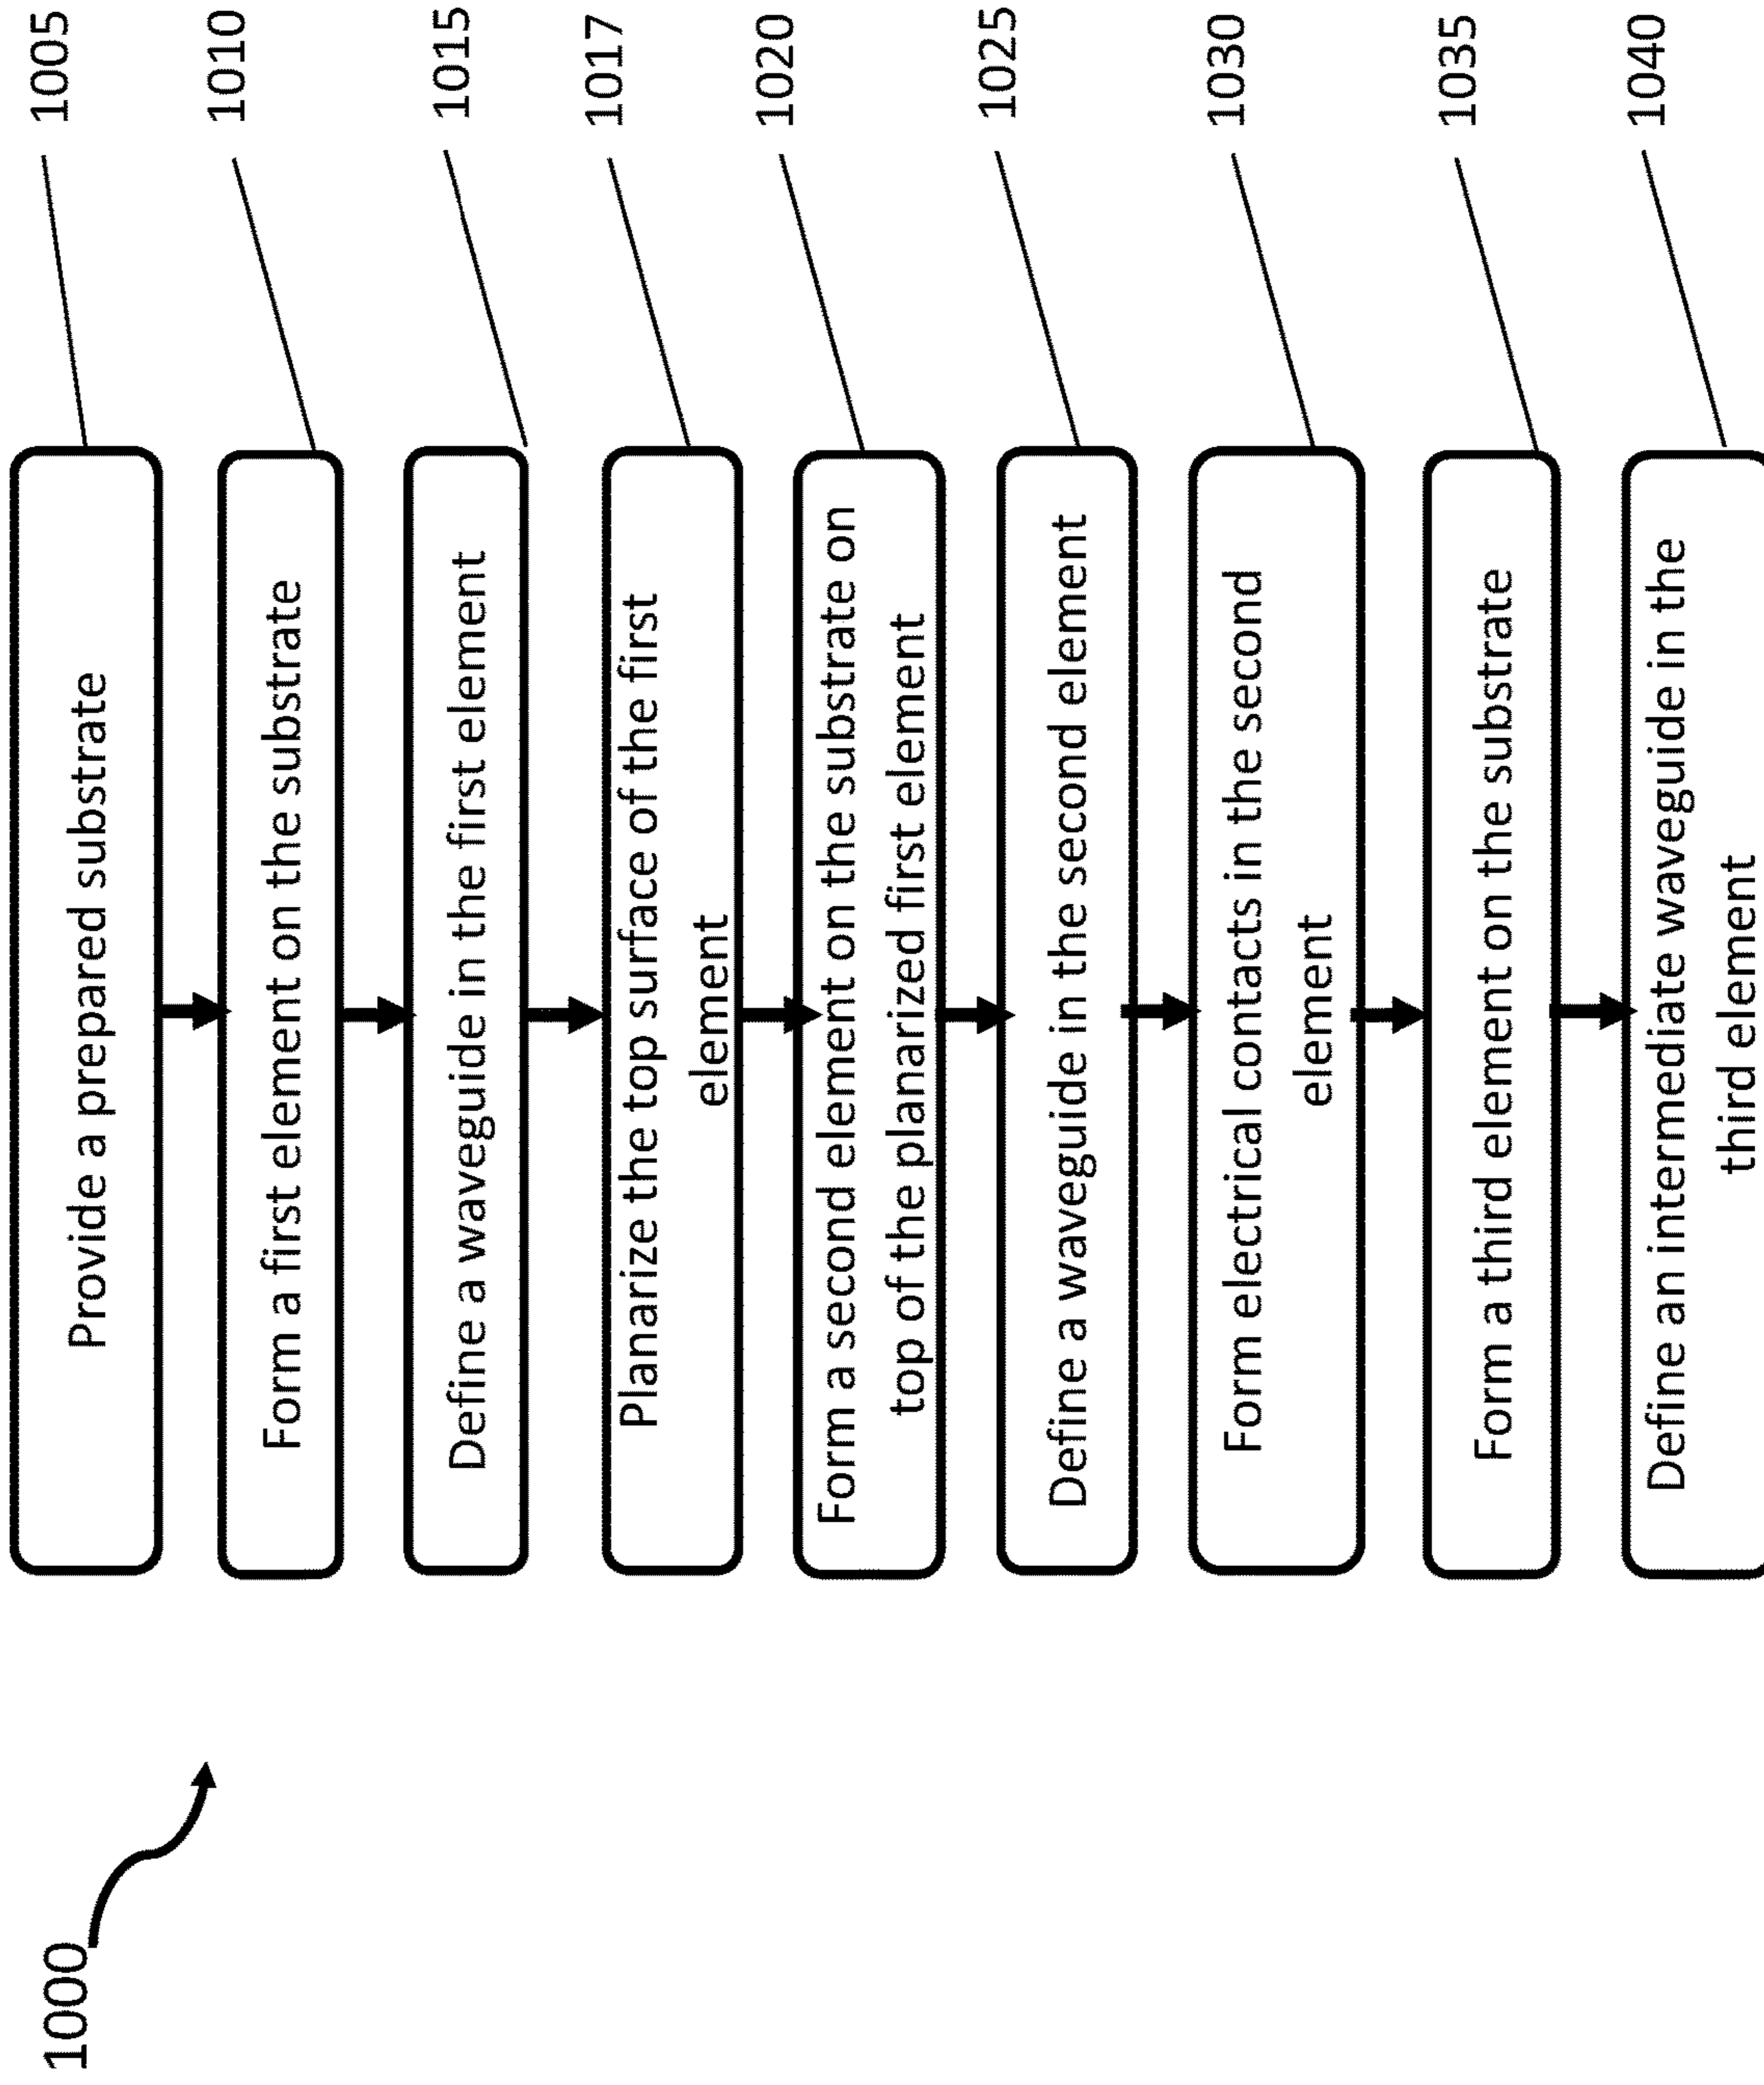 1000
Provide a prepared substrate
1005
Form a first element on the substrate
1010
Define a waveguide in the first element
1015
Planarize the top surface of the first
element
1017
Form a second element on the substrate on
top of the planarized first element
1020
Define a waveguide in the second element
1025
Form electrical contacts in the second
element
1030
Form a third element on the substrate
1035
Define an intermediate waveguide in the
third element
1040